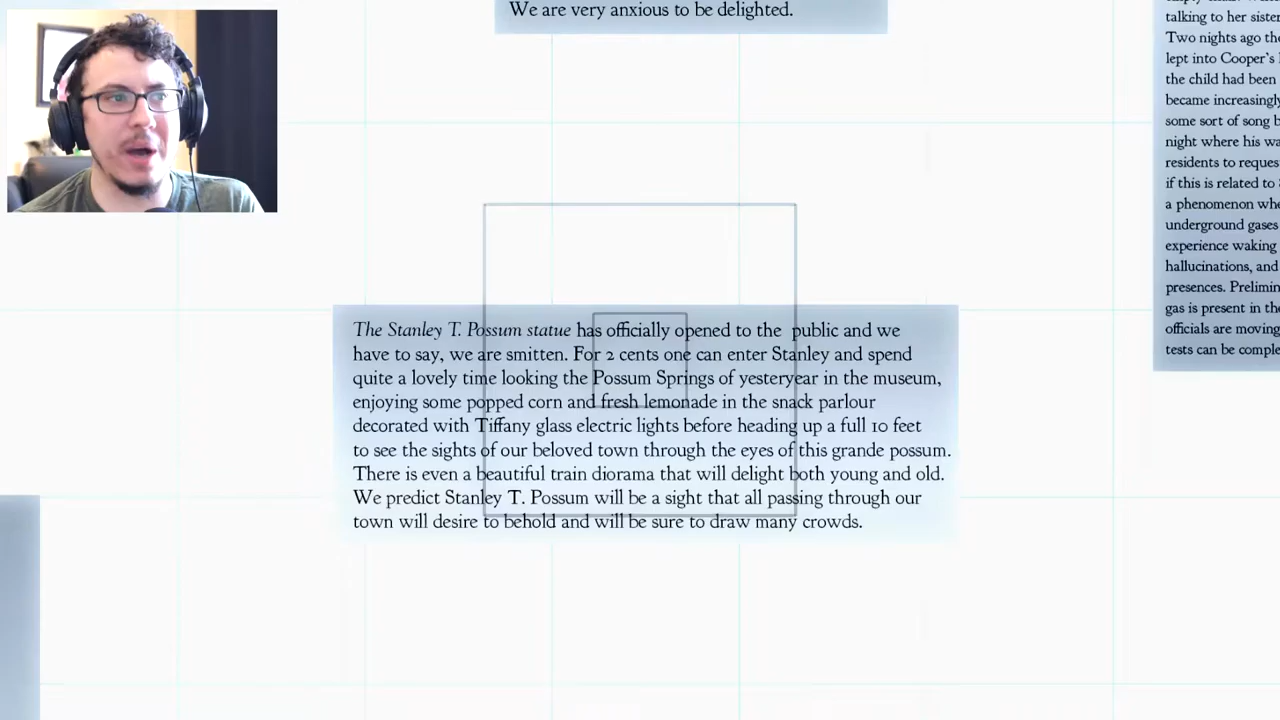 We are very anxious to be delighted.
talking to her sister
Two nights ago the
lept into Cooper's
the child had been
became increasingly
some sort of song b
night where his wa
residents to reques
if this is related to
a phenomenon whe
underground gases
experience waking
hallucinations, and
presences. Prelimin
gas is present in the
officials are moving
tests can be comple
The Stanley T. Possum statue has officially opened to the public and we
have to say, we are smitten. For 2 cents one can enter Stanley and spend
quite a lovely time looking the Possum Springs of yesteryear in the museum,
enjoying some popped corn and fresh lemonade in the snack parlour
decorated with Tiffany glass electric lights before heading up a full 10 feet
to see the sights of our beloved town through the eyes of this grande possum.
There is even a beautiful train diorama that will delight both young and old.
We predict Stanley T. Possum will be a sight that all passing through our
town will desire to behold and will be sure to draw many crowds.